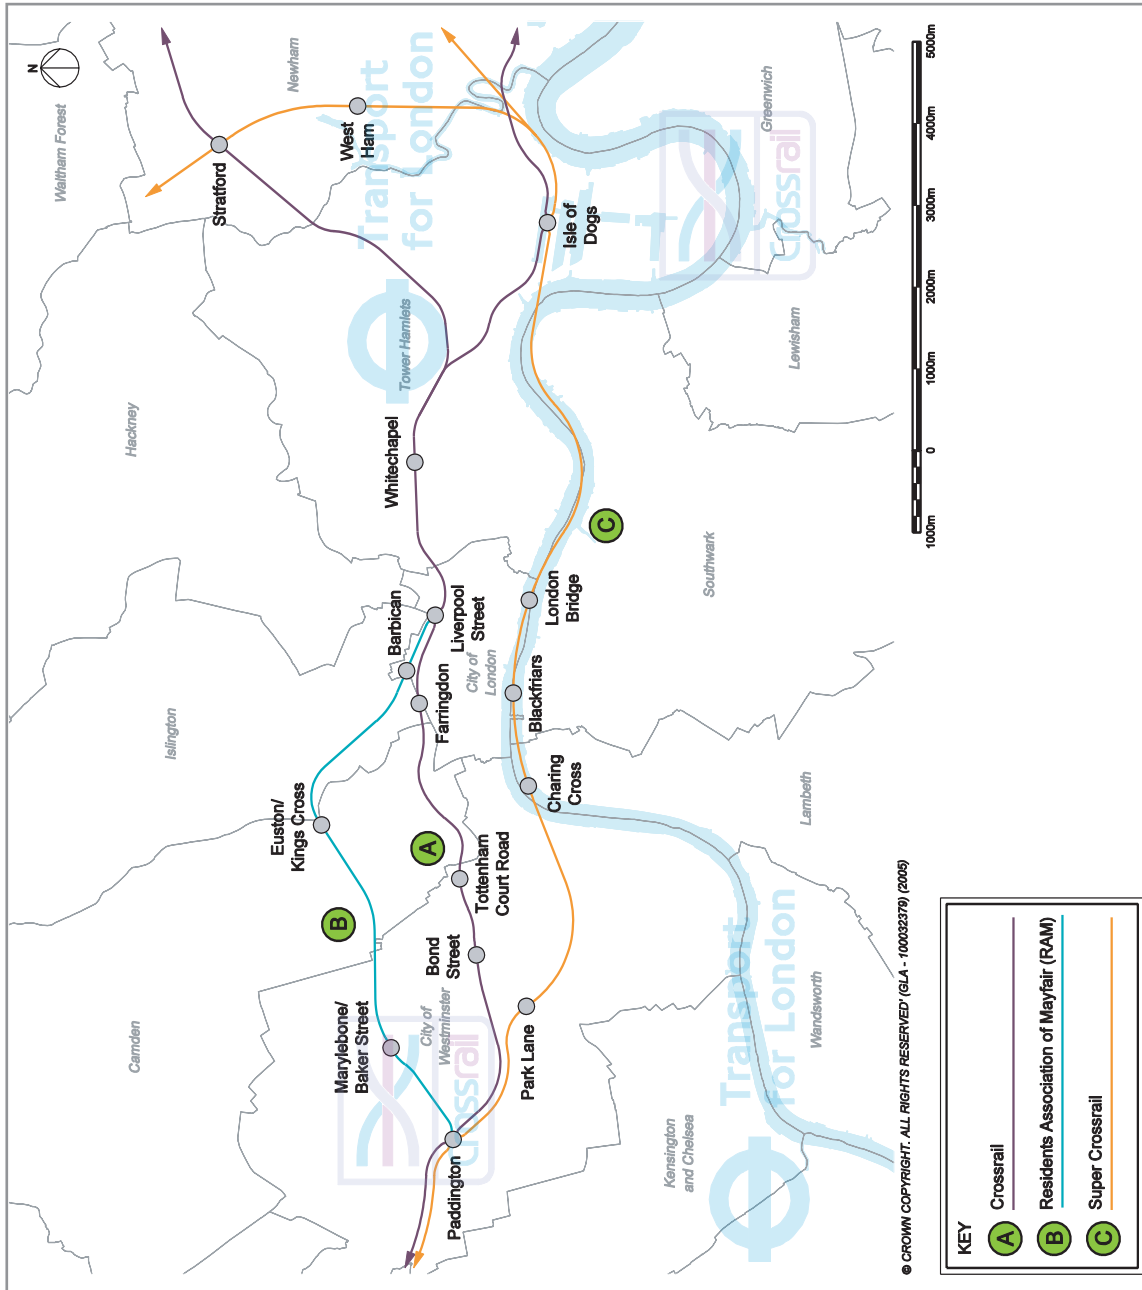 N
Waltham Forest
Newham
Stratford
West
Ham
Transport
for London
Hackney
Tower Hamlets
Greenwich
crossrail
Isle of
Dogs
Lewisham
Whitechapel
Islington
Barbican
Liverpool
Street
Farringdon
City of
London
London
Bridge
C
Southwark
Blackfriars
Charing
Cross
Euston/
Kings Cross
A
Tottenham
Court Road
B
Bond
Street
Camden
Marylebone/
Baker Street
City of
Westminster
crossrail
Park Lane
Paddington
Lambeth
Wandsworth
Kensington
and Chelsea
Transport
for London
1000m
0
1000m
2000m
3000m
4000m
5000m
© CROWN COPYRIGHT. ALL RIGHTS RESERVED' (GLA - 100032379) (2005)
KEY
A
Crossrail
B
Residents Association of Mayfair (RAM)
C
Super Crossrail